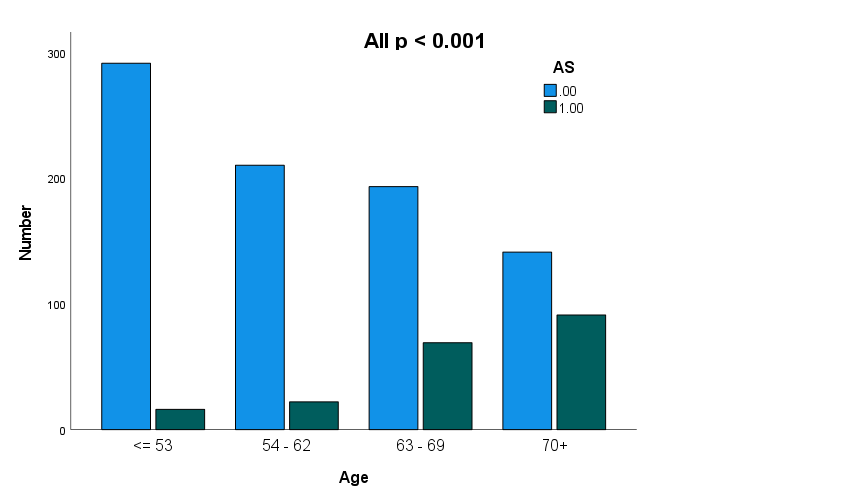 All p < 0.001
AS
.00
1.00
300
200
100
0
Number
<= 53
54 - 62
63 - 69
70+
Age